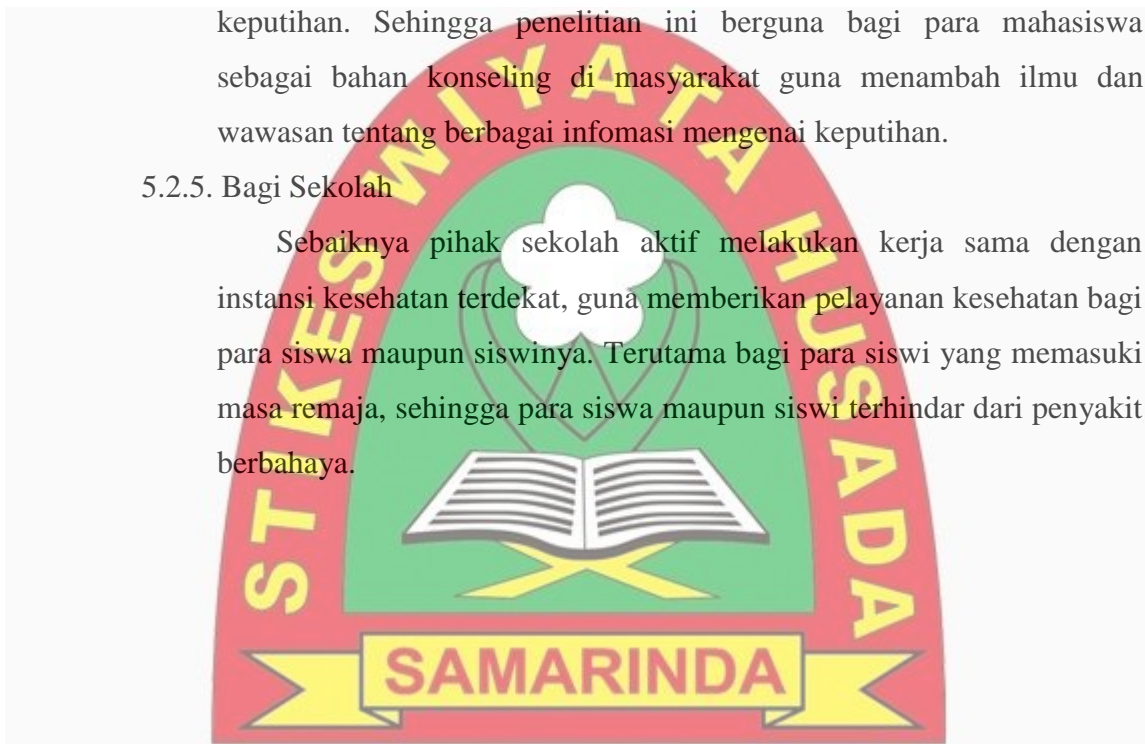 keputihan. Sehingga penelitian ini berguna bagi para mahasiswa
sebagai bahan konseling di masyarakat guna menambah ilmu dan
wawasan tentang berbagai infomasi mengenai keputihan.
5.2.5. Bagi Sekolah
Sebaiknya pihak sekolah aktif melakukan kerja sama dengan
instansi kesehatan terdekat, guna memberikan pelayanan kesehatan bagi
para siswa maupun siswinya. Terutama bagi para siswi yang memasuki
masa remaja, sehingga para siswa maupun siswi terhindar dari penyakit
berbahaya.
STIKES WIYATA HUSADA
SAMARINDA